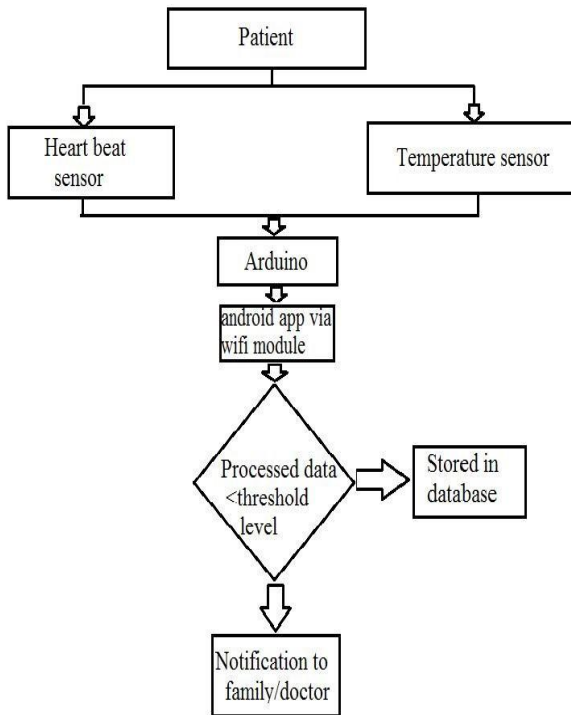 Patient
Heart beat
sensor
Temperature sensor
Arduino
android app via
wifi module
Processed data
<threshold
level
Stored in
database
Notification to
family/doctor